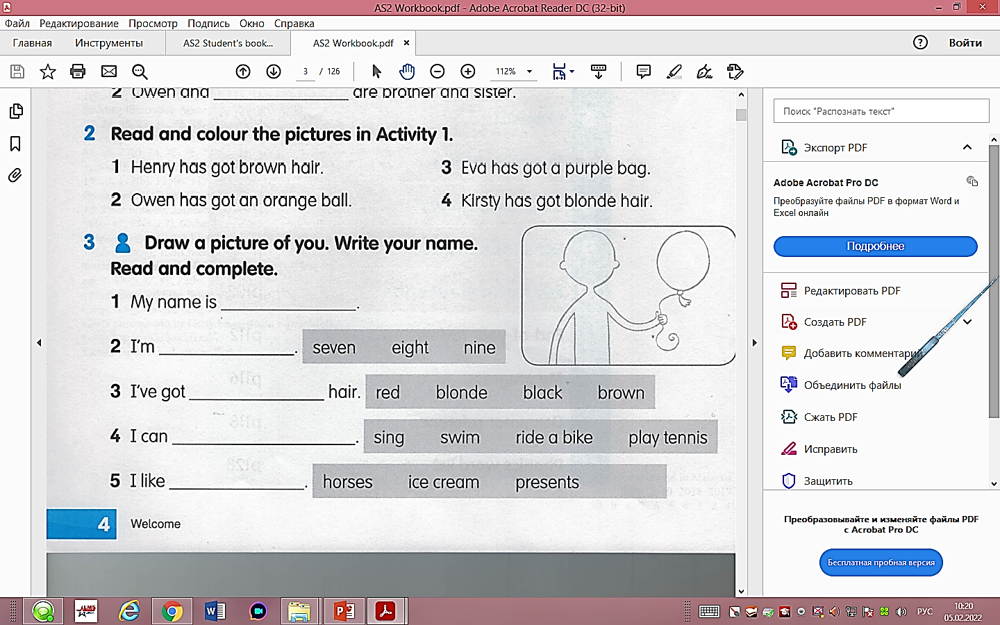 AS2 Workbook.pdf - Adobe Acrobat Reader DC (32-bit)
Файл Редактирование Просмотр Подпись Окно Справка
Главная Инструменты AS2 Student's book... AS2 Workbook.pdf × ? Войти
3 / 126 112%
2 Owen and ____________ are brother and sister.
2 Read and colour the pictures in Activity 1.
1 Henry has got brown hair.
3 Eva has got a purple bag.
2 Owen has got an orange ball.
4 Kirsty has got blonde hair.
3 Draw a picture of you. Write your name.
Read and complete.
1 My name is ____________.
2 I'm ____________. seven eight nine
3 I've got ____________ hair. red blonde black brown
4 I can ____________. sing swim ride a bike play tennis
5 I like ____________. horses ice cream presents
4 Welcome
Поиск "Распознать текст"
Экспорт PDF
Adobe Acrobat Pro DC
Преобразуйте файлы PDF в формат Word и
Excel онлайн
Подробнее
Редактировать PDF
Создать PDF
Добавить комментарий
Объединить файлы
Сжать PDF
Исправить
Защитить
Преобразовывайте и изменяйте файлы PDF
с Acrobat Pro DC
Бесплатная пробная версия
ALMS
РУС
10:20
05.02.2022